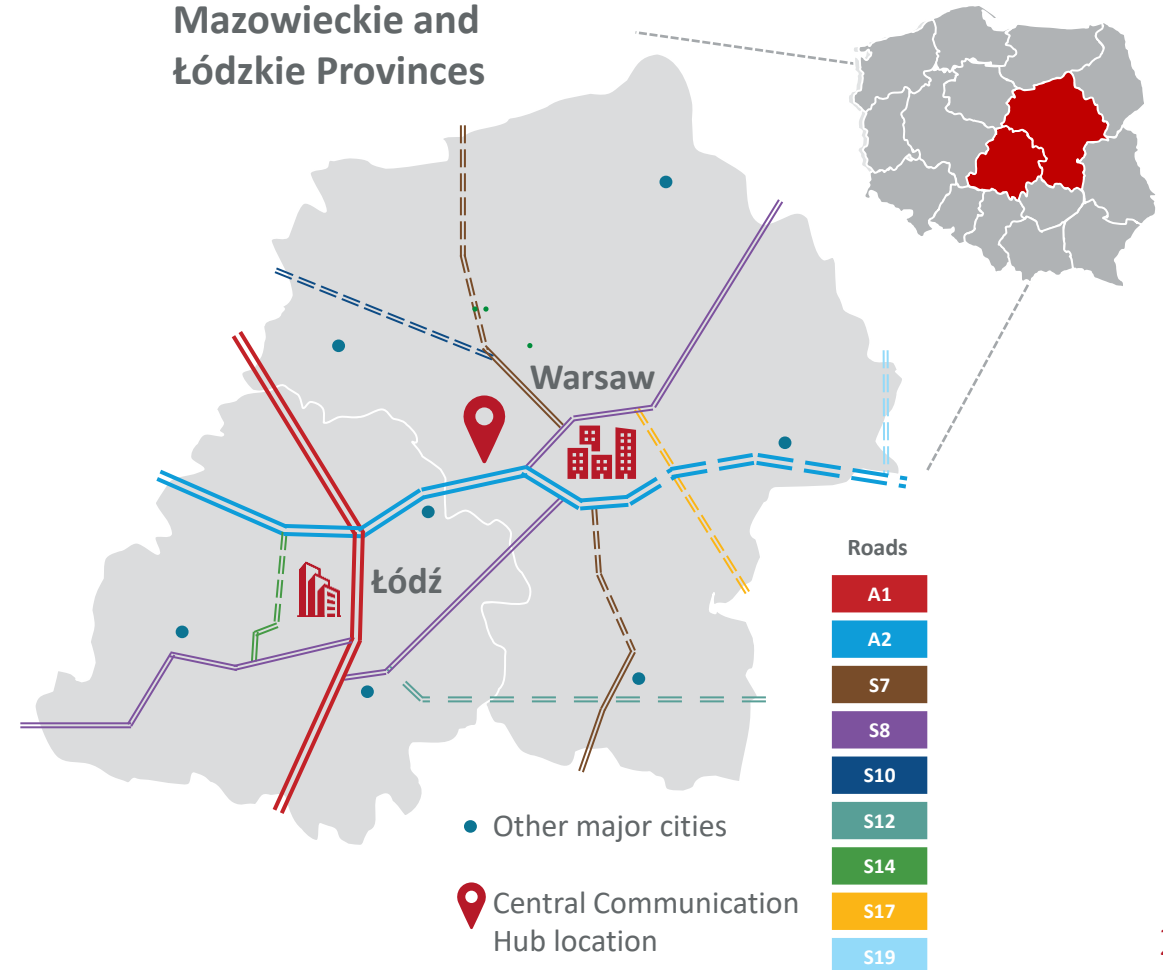 Mazowieckie and
Łódzkie Provinces
Warsaw
Łódź
Roads
A1
A2
S7
S8
S10
S12
S14
S17
S19
Other major cities
Central Communication
Hub location